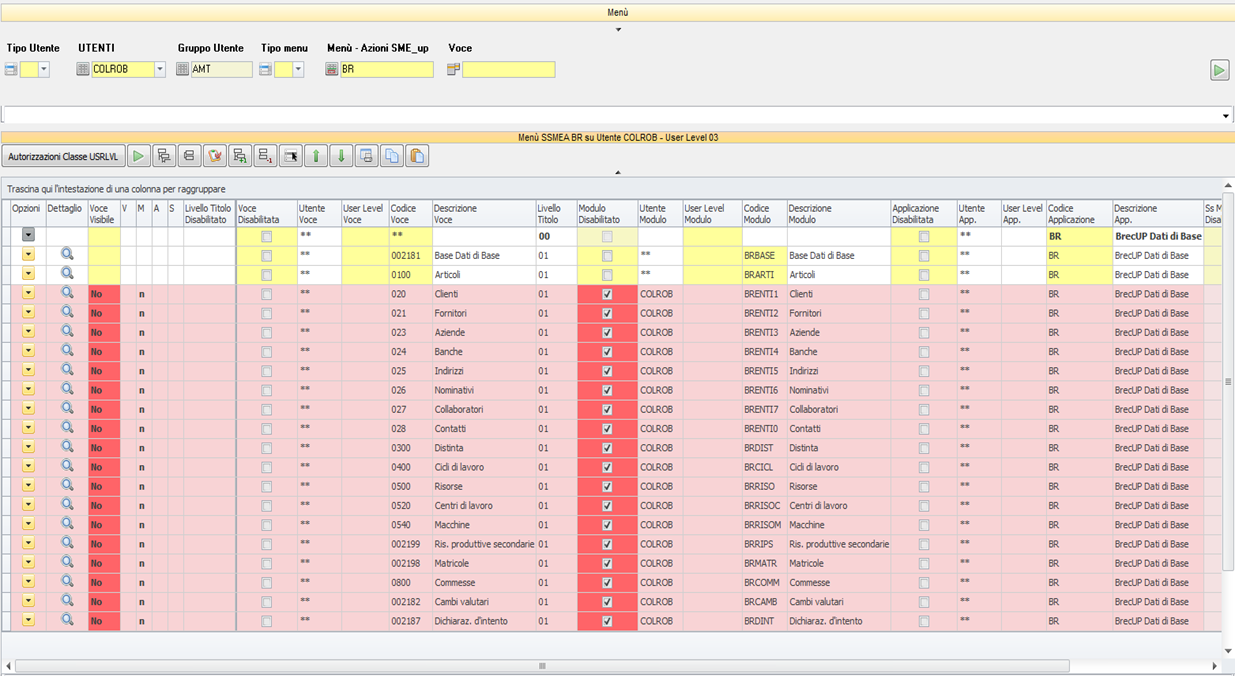 Menù
Tipo Utente UTENTI Gruppo Utente Tipo menu Menù - Azioni SME_up Voce
COLROB AMT BR
Menù SSMEA BR su Utente COLROB - User Level 03
Autorizzazioni Classe USRLVL
Trascina qui l'intestazione di una colonna per raggruppare
Opzioni Dettaglio Voce Visibile V M A S Livello Titolo Disabilitato Voce Disabilitata Utente Voce User Level Voce Codice Voce Descrizione Voce Livello Titolo Modulo Disabilitato Utente Modulo User Level Modulo Codice Modulo Descrizione Modulo Applicazione Disabilitata Utente App. User Level App. Codice Applicazione Descrizione App. Ss M Disa
** ** 00 ** BR BrecUP Dati di Base
** 002181 Base Dati di Base 01 ** BRBASE Base Dati di Base ** BR BrecUP Dati di Base
** 0100 Articoli 01 ** BRARTI Articoli ** BR BrecUP Dati di Base
No n ** 020 Clienti 01 COLROB BRENTI1 Clienti ** BR BrecUP Dati di Base
No n ** 021 Fornitori 01 COLROB BRENTI2 Fornitori ** BR BrecUP Dati di Base
No n ** 023 Aziende 01 COLROB BRENTI3 Aziende ** BR BrecUP Dati di Base
No n ** 024 Banche 01 COLROB BRENTI4 Banche ** BR BrecUP Dati di Base
No n ** 025 Indirizzi 01 COLROB BRENTI5 Indirizzi ** BR BrecUP Dati di Base
No n ** 026 Nominativi 01 COLROB BRENTI6 Nominativi ** BR BrecUP Dati di Base
No n ** 027 Collaboratori 01 COLROB BRENTI7 Collaboratori ** BR BrecUP Dati di Base
No n ** 028 Contatti 01 COLROB BRENTI0 Contatti ** BR BrecUP Dati di Base
No n ** 0300 Distinta 01 COLROB BRDIST Distinta ** BR BrecUP Dati di Base
No n ** 0400 Cicli di lavoro 01 COLROB BRCICL Cicli di lavoro ** BR BrecUP Dati di Base
No n ** 0500 Risorse 01 COLROB BRRISO Risorse ** BR BrecUP Dati di Base
No n ** 0520 Centri di lavoro 01 COLROB BRRISOC Centri di lavoro ** BR BrecUP Dati di Base
No n ** 0540 Macchine 01 COLROB BRRISOM Macchine ** BR BrecUP Dati di Base
No n ** 002199 Ris. produttive secondarie 01 COLROB BRRIPS Ris. produttive secondarie ** BR BrecUP Dati di Base
No n ** 002198 Matricole 01 COLROB BRMATR Matricole ** BR BrecUP Dati di Base
No n ** 0800 Commesse 01 COLROB BRCOMM Commesse ** BR BrecUP Dati di Base
No n ** 002182 Cambi valutari 01 COLROB BRCAMB Cambi valutari ** BR BrecUP Dati di Base
No n ** 002187 Dichiaraz. d'intento 01 COLROB BRDINT Dichiaraz. d'intento ** BR BrecUP Dati di Base